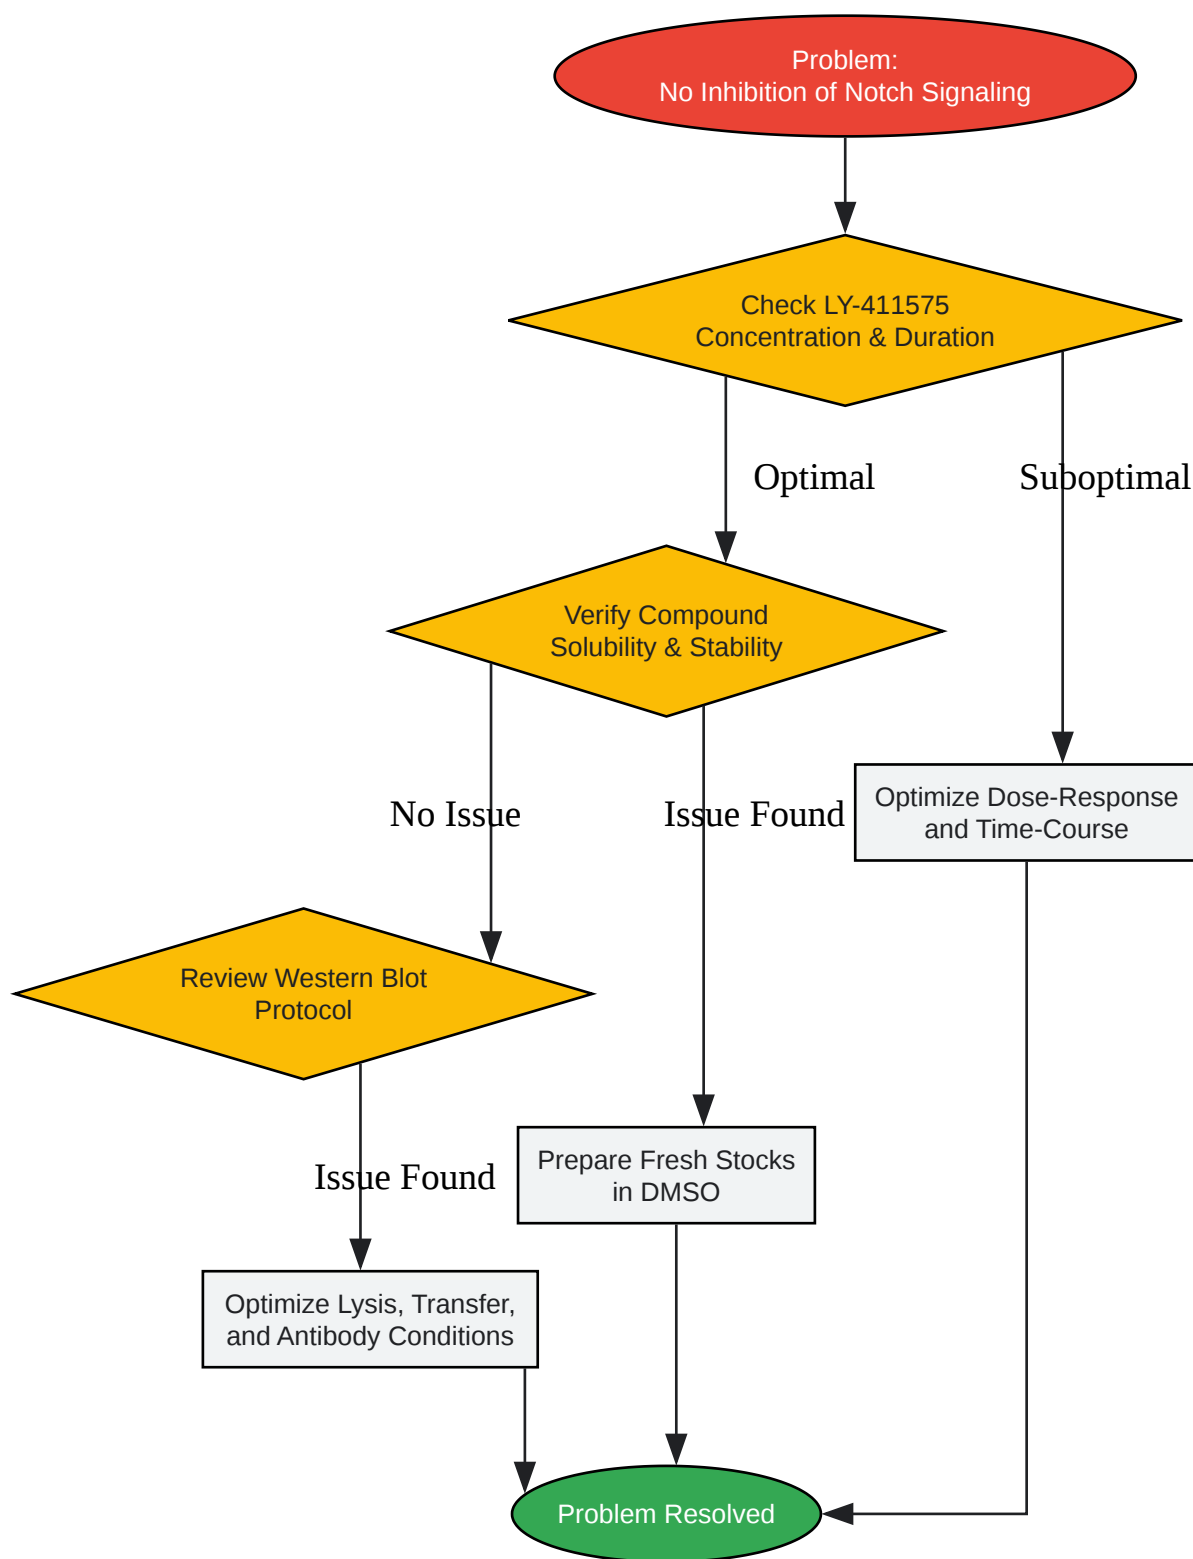 Problem:
No Inhibition of Notch Signaling
Check LY-411575
Concentration & Duration
Optimal
Suboptimal
Verify Compound
Solubility & Stability
No Issue
Issue Found
Optimize Dose-Response
and Time-Course
Review Western Blot
Protocol
Issue Found
Prepare Fresh Stocks
in DMSO
Optimize Lysis, Transfer,
and Antibody Conditions
Problem Resolved